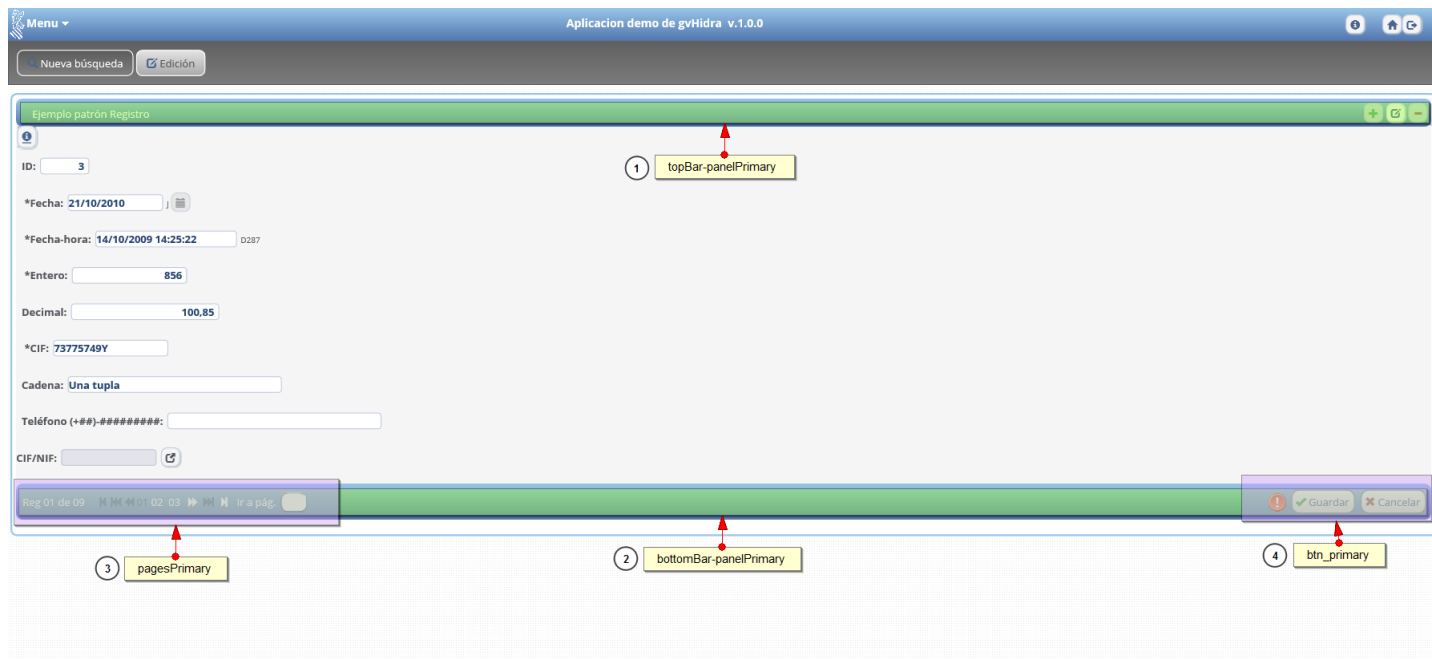 Menu
Aplicacion demo de gvHidra v.1.0.0
Nueva búsqueda
Edición
Ejemplo patrón Registro
1
topBar-panelPrimary
ID: 3
*Fecha: 21/10/2010 J
*Fecha-hora: 14/10/2009 14:25:22 D287
*Entero: 856
Decimal: 100,85
*CIF: 73775749Y
Cadena: Una tupla
Teléfono (+##)-#########:
CIF/NIF:
Reg 01 de 09 01 02 03 Ir a pág.
Guardar
Cancelar
3
pagesPrimary
2
bottomBar-panelPrimary
4
btn_primary